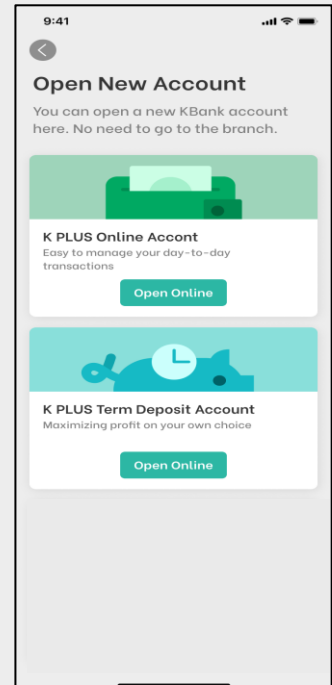 9:41
Open New Account
You can open a new KBank account
here. No need to go to the branch.
K PLUS Online Accont
Easy to manage your day-to-day
transactions
Open Online
K PLUS Term Deposit Account
Maximizing profit on your own choice
Open Online